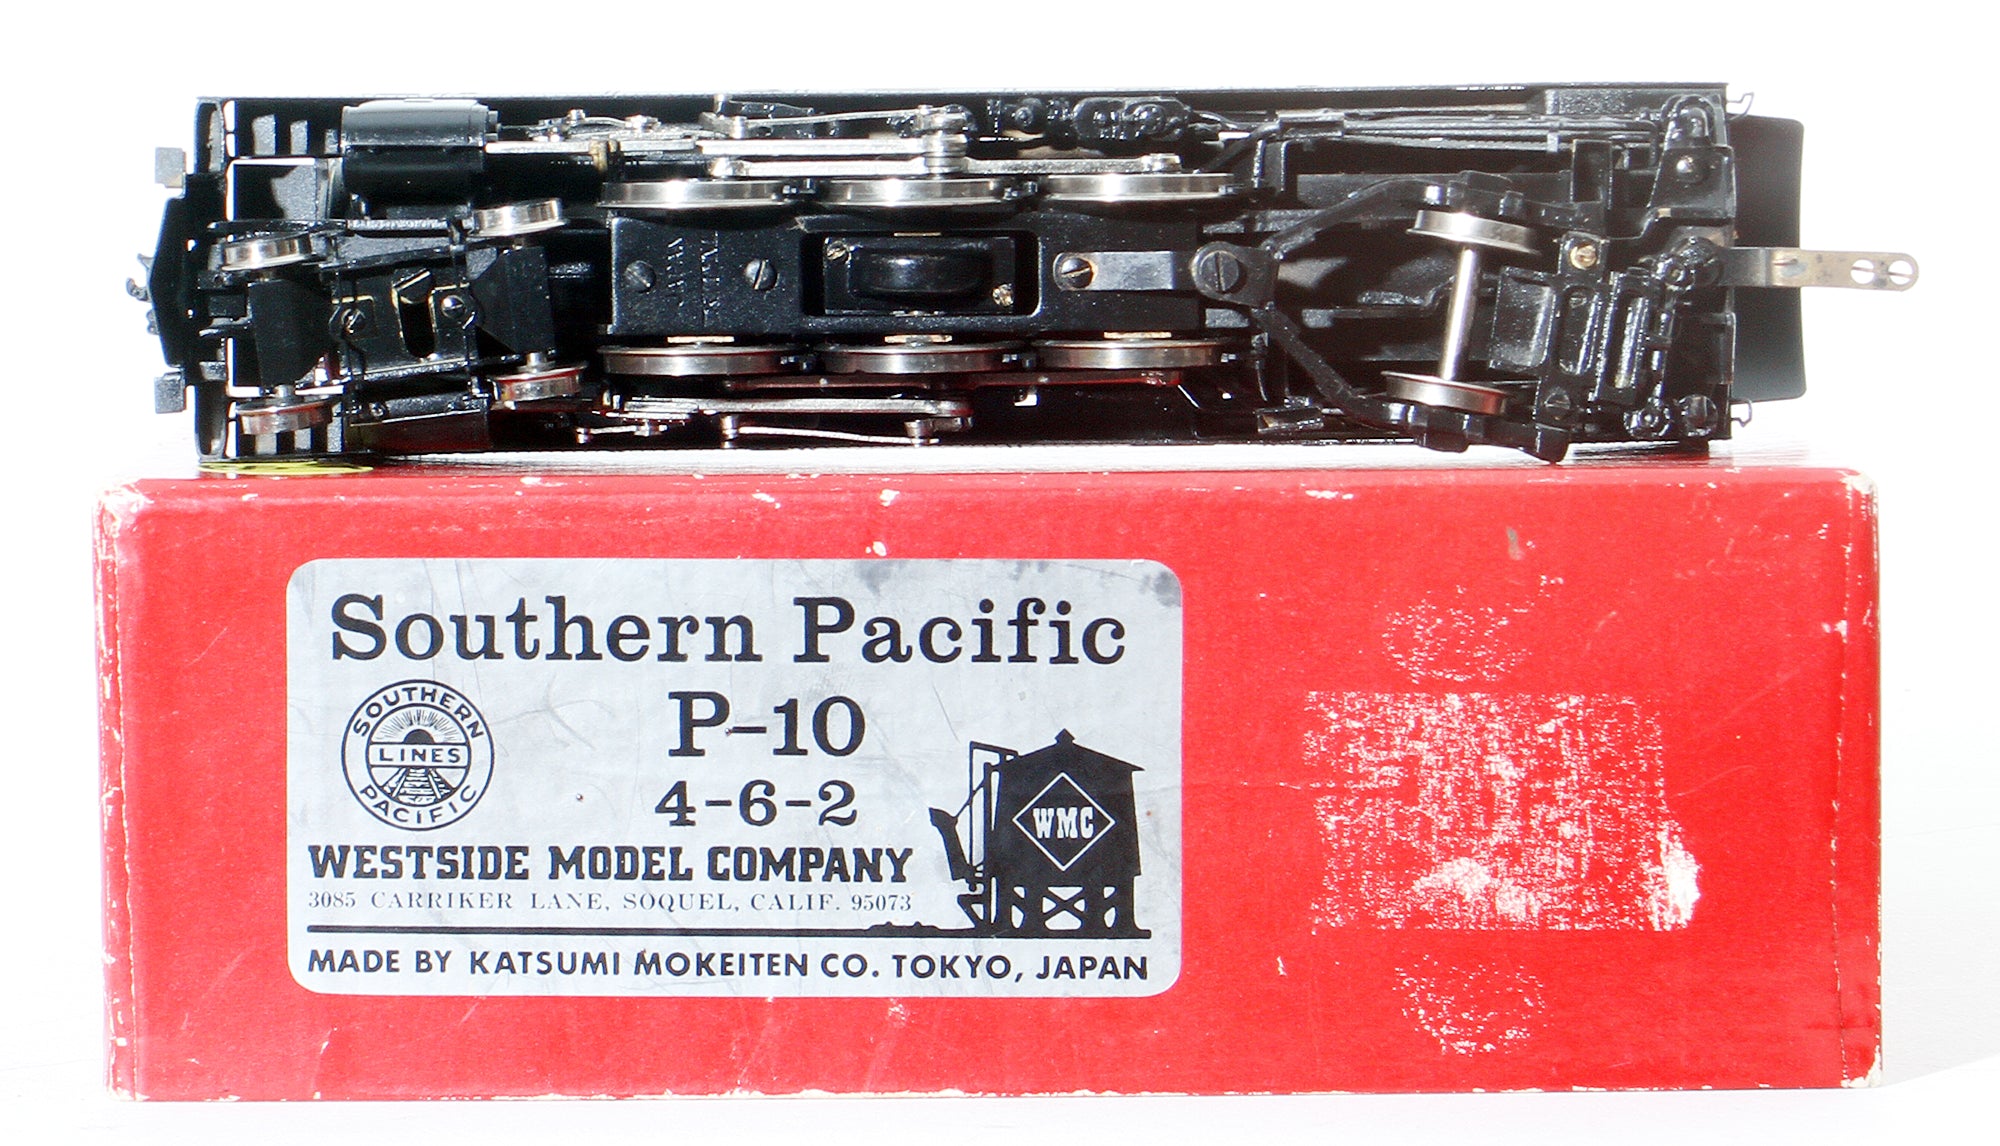 Southern Pacific
P-10
4-6-2
SOUTHERN
LINES
PACIFIC
WMC
WESTSIDE MODEL COMPANY
3085 CARRIKER LANE, SOQUEL, CALIF. 95073
MADE BY KATSUMI MOKEITEN CO. TOKYO, JAPAN